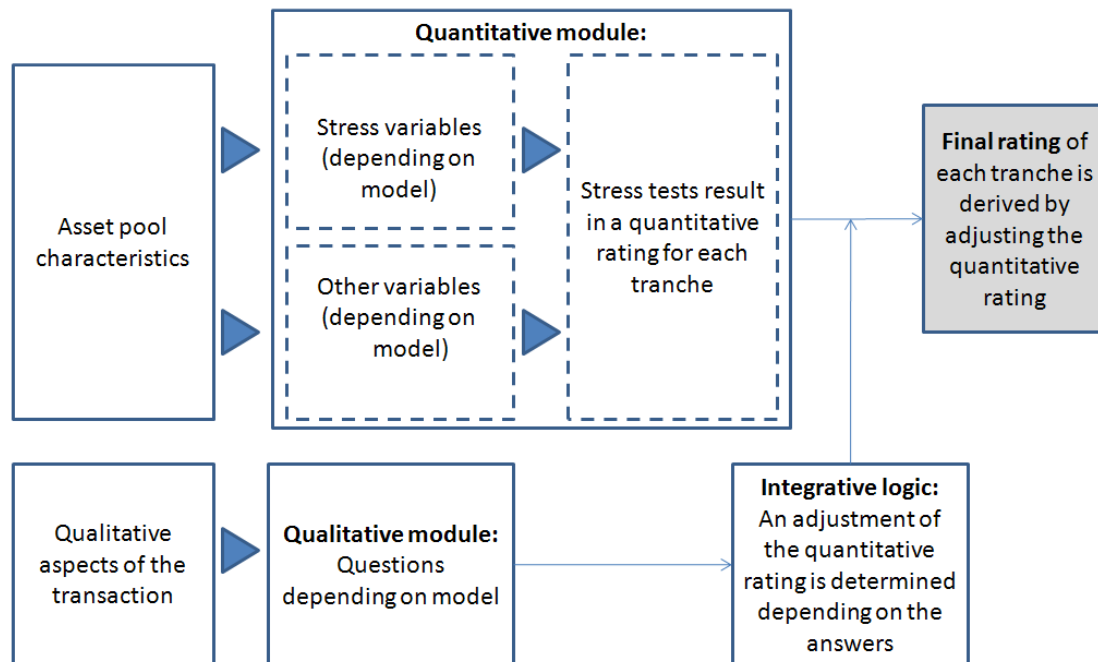 Quantitative module:
Asset pool
characteristics
Stress variables
(depending on
model)
Other variables
(depending on
model)
Stress tests result
in a quantitative
rating for each
tranche
Final rating of
each tranche is
derived by
adjusting the
quantitative
rating
Qualitative
aspects of the
transaction
Qualitative module:
Questions
depending on model
Integrative logic:
An adjustment of
the quantitative
rating is determined
depending on the
answers